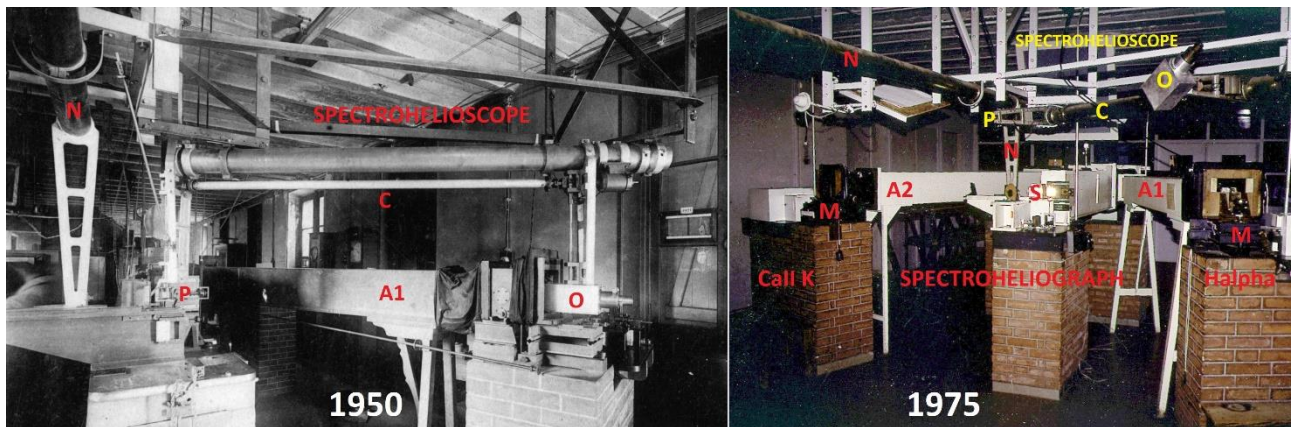 N
SPECTROHELIOSCOPE
C
P
A1
O
1950
SPECTROHELIOSCOPE
N
O
P
C
N
A2
S
A1
M
M
CaII K
SPECTROHELIOGRAPH
Halpha
1975